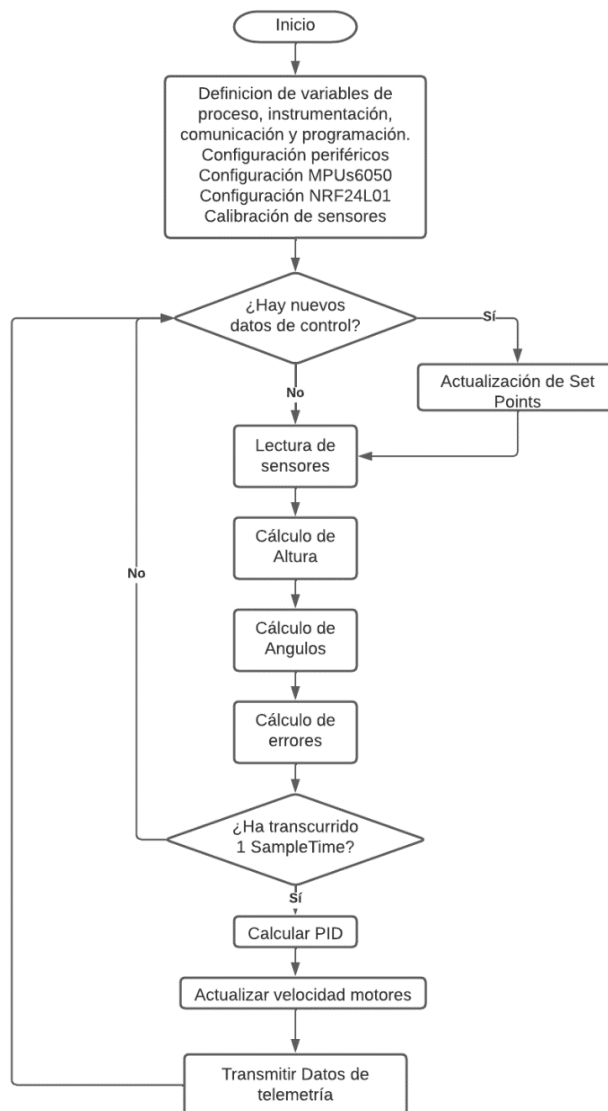 Inicio
Definicion de variables de
proceso, instrumentación,
comunicación y programación.
Configuración periféricos
Configuración MPUs6050
Configuración NRF24L01
Calibración de sensores
¿Hay nuevos
datos de control?
Sí
Actualización de Set
Points
No
Lectura de
sensores
Cálculo de
Altura
No
Cálculo de
Angulos
Cálculo de
errores
¿Ha transcurrido
1 SampleTime?
Sí
Calcular PID
Actualizar velocidad motores
Transmitir Datos de
telemetría